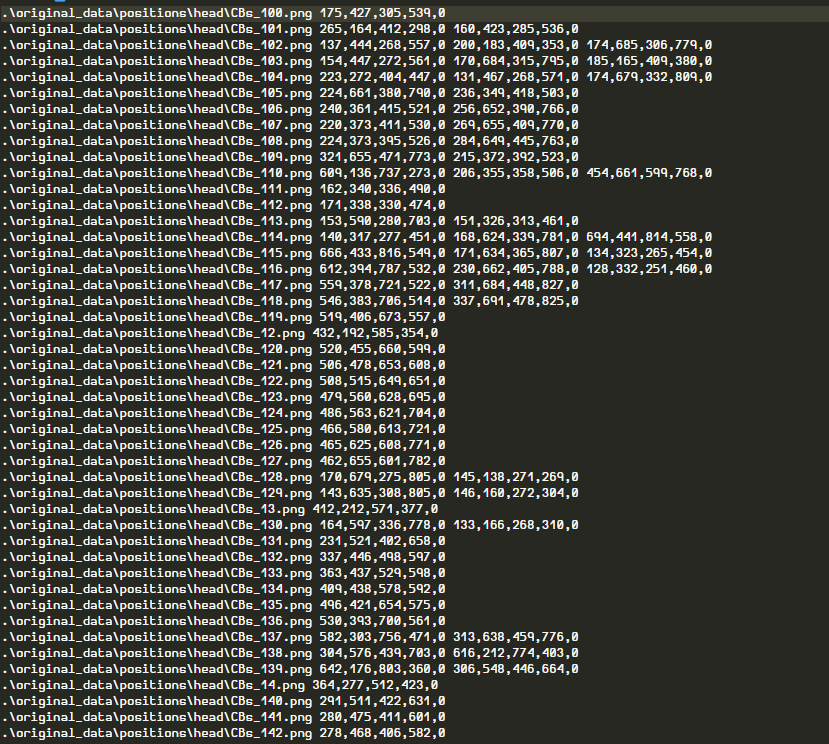 .\original_data\positions\head\CBs_100.png 175,427,305,539,0
.\original_data\positions\head\CBs_101.png 265,164,412,298,0 160,423,285,536,0
.\original_data\positions\head\CBs_102.png 137,444,268,557,0 200,183,409,353,0 174,685,306,779,0
.\original_data\positions\head\CBs_103.png 154,447,272,561,0 170,684,315,795,0 185,165,409,380,0
.\original_data\positions\head\CBs_104.png 223,272,404,447,0 131,467,268,571,0 174,679,332,809,0
.\original_data\positions\head\CBs_105.png 224,661,380,790,0 236,349,418,503,0
.\original_data\positions\head\CBs_106.png 240,361,415,521,0 256,652,390,766,0
.\original_data\positions\head\CBs_107.png 220,373,411,530,0 269,655,409,770,0
.\original_data\positions\head\CBs_108.png 224,373,395,526,0 284,649,445,763,0
.\original_data\positions\head\CBs_109.png 321,655,471,773,0 215,372,392,523,0
.\original_data\positions\head\CBs_110.png 609,136,737,273,0 206,355,358,506,0 454,661,599,768,0
.\original_data\positions\head\CBs_111.png 162,340,336,490,0
.\original_data\positions\head\CBs_112.png 171,338,330,474,0
.\original_data\positions\head\CBs_113.png 153,590,280,703,0 151,326,313,461,0
.\original_data\positions\head\CBs_114.png 140,317,277,451,0 168,624,339,781,0 694,441,814,558,0
.\original_data\positions\head\CBs_115.png 666,433,816,549,0 171,634,365,807,0 134,323,265,454,0
.\original_data\positions\head\CBs_116.png 612,394,787,532,0 230,662,405,788,0 128,332,251,460,0
.\original_data\positions\head\CBs_117.png 559,378,721,522,0 311,684,448,827,0
.\original_data\positions\head\CBs_118.png 546,383,706,514,0 337,691,478,825,0
.\original_data\positions\head\CBs_119.png 519,406,673,557,0
.\original_data\positions\head\CBs_12.png 432,192,585,354,0
.\original_data\positions\head\CBs_120.png 520,455,660,599,0
.\original_data\positions\head\CBs_121.png 506,478,653,608,0
.\original_data\positions\head\CBs_122.png 508,515,649,651,0
.\original_data\positions\head\CBs_123.png 479,560,628,695,0
.\original_data\positions\head\CBs_124.png 486,563,621,704,0
.\original_data\positions\head\CBs_125.png 466,580,613,721,0
.\original_data\positions\head\CBs_126.png 465,625,608,771,0
.\original_data\positions\head\CBs_127.png 462,655,601,782,0
.\original_data\positions\head\CBs_128.png 170,679,275,805,0 145,138,271,269,0
.\original_data\positions\head\CBs_129.png 143,635,308,805,0 146,160,272,304,0
.\original_data\positions\head\CBs_13.png 412,212,571,377,0
.\original_data\positions\head\CBs_130.png 164,597,336,778,0 133,166,268,310,0
.\original_data\positions\head\CBs_131.png 231,521,402,658,0
.\original_data\positions\head\CBs_132.png 337,446,498,597,0
.\original_data\positions\head\CBs_133.png 363,437,529,598,0
.\original_data\positions\head\CBs_134.png 409,438,578,592,0
.\original_data\positions\head\CBs_135.png 496,421,654,575,0
.\original_data\positions\head\CBs_136.png 530,393,700,561,0
.\original_data\positions\head\CBs_137.png 582,303,756,471,0 313,638,459,776,0
.\original_data\positions\head\CBs_138.png 304,576,439,703,0 616,212,774,403,0
.\original_data\positions\head\CBs_139.png 642,176,803,360,0 306,548,446,664,0
.\original_data\positions\head\CBs_14.png 364,277,512,423,0
.\original_data\positions\head\CBs_140.png 291,511,422,631,0
.\original_data\positions\head\CBs_141.png 280,475,411,601,0
.\original_data\positions\head\CBs_142.png 278,468,406,582,0